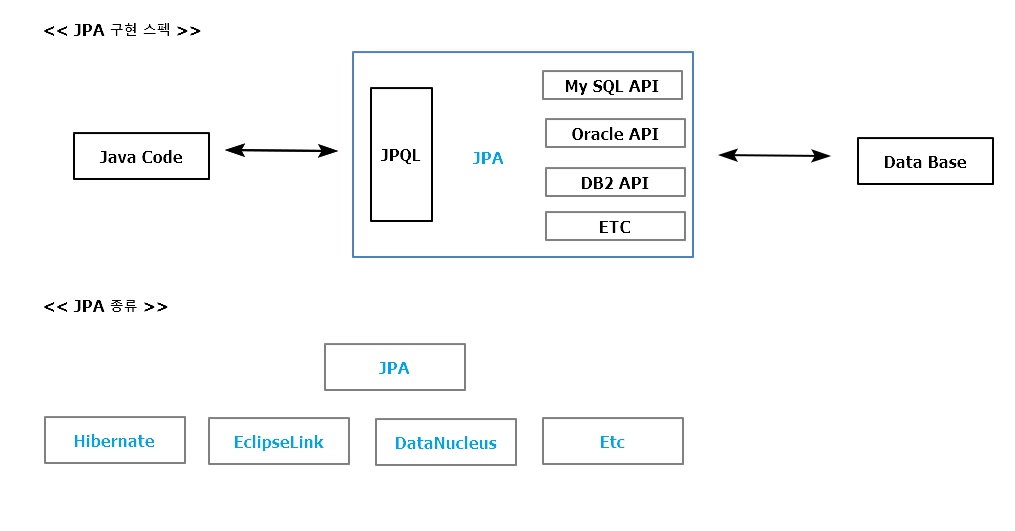 << JPA 구현 스펙 >>
Java Code
JPQL
JPA
My SQL API
Oracle API
DB2 API
ETC
Data Base
<< JPA 종류 >>
JPA
Hibernate
EclipseLink
DataNucleus
Etc